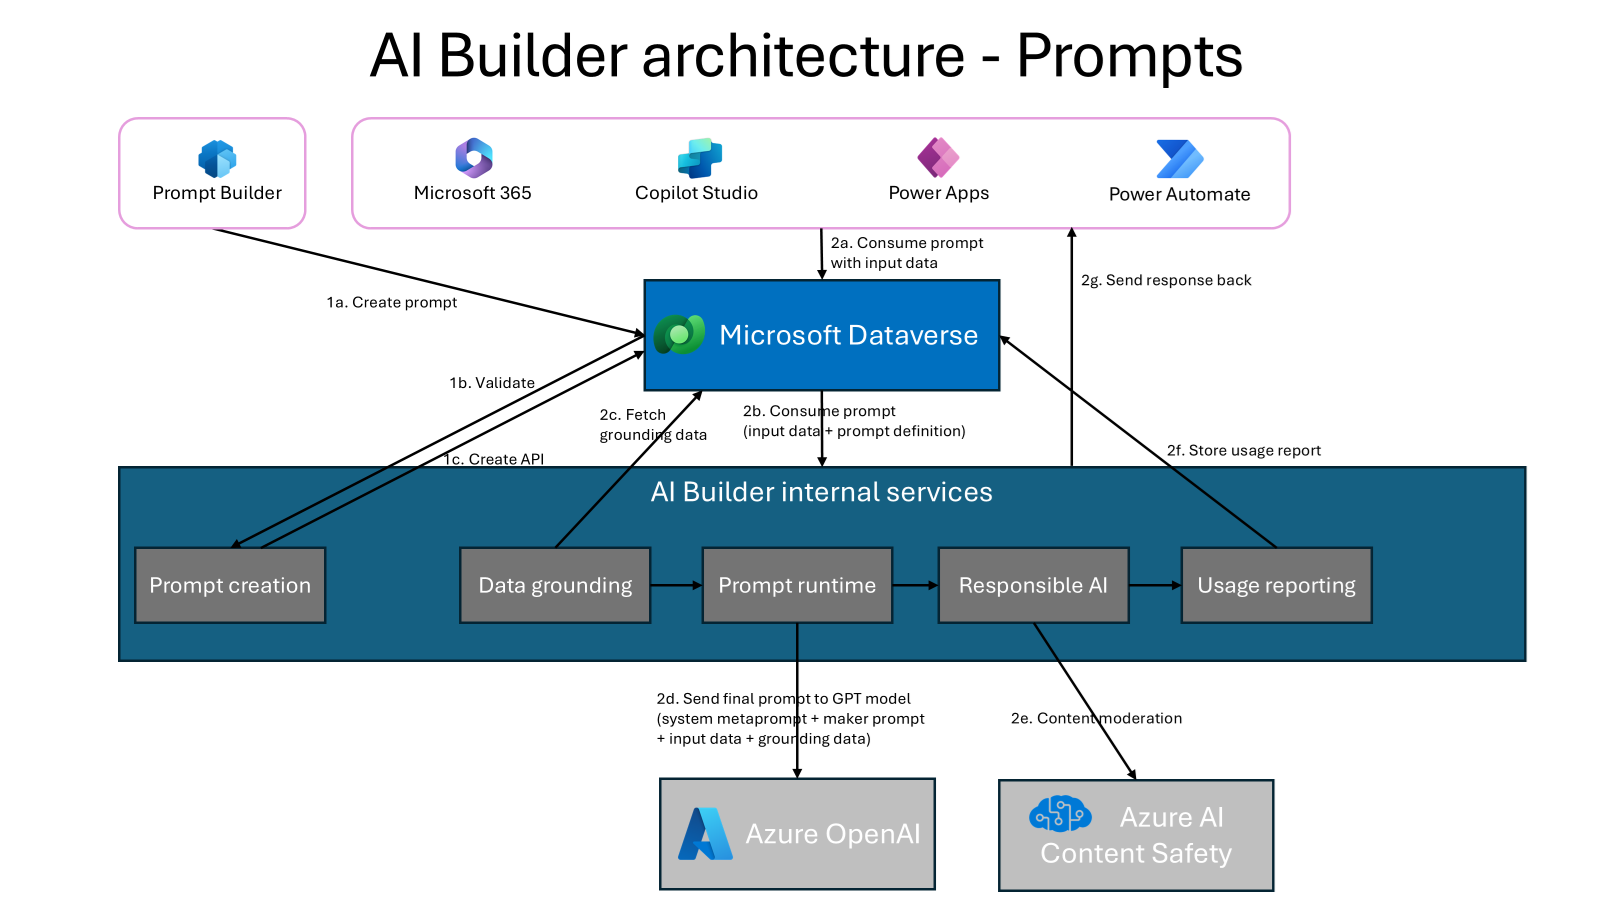 AI Builder architecture - Prompts
Prompt Builder
Microsoft 365
Copilot Studio
Power Apps
Power Automate
2a. Consume prompt
with input data
2g. Send response back
1a. Create prompt
Microsoft Dataverse
1b. Validate
2c. Fetch
grounding data
2b. Consume prompt
(input data + prompt definition)
1c. Create API
2f. Store usage report
AI Builder internal services
Prompt creation
Data grounding
Prompt runtime
Responsible AI
Usage reporting
2d. Send final prompt to GPT model
(system metaprompt + maker prompt
+ input data + grounding data)
2e. Content moderation
Azure OpenAI
Azure AI
Content Safety